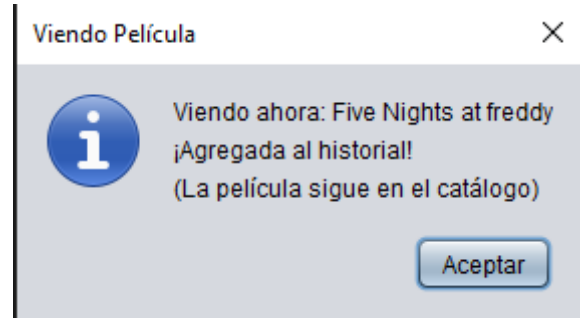 Viendo Película
Viendo ahora: Five Nights at freddy
¡Agregada al historial!
(La película sigue en el catálogo)
Aceptar